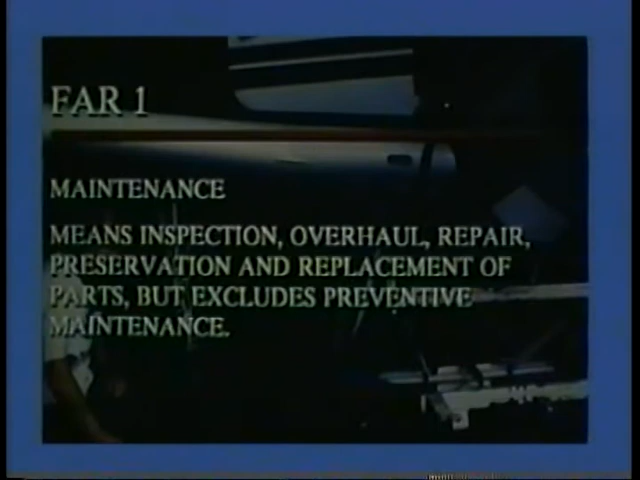 FAR 1
MAINTENANCE
MEANS INSPECTION, OVERHAUL, REPAIR,
PRESERVATION AND REPLACEMENT OF
PARTS, BUT EXCLUDES PREVENTIVE
MAINTENANCE.